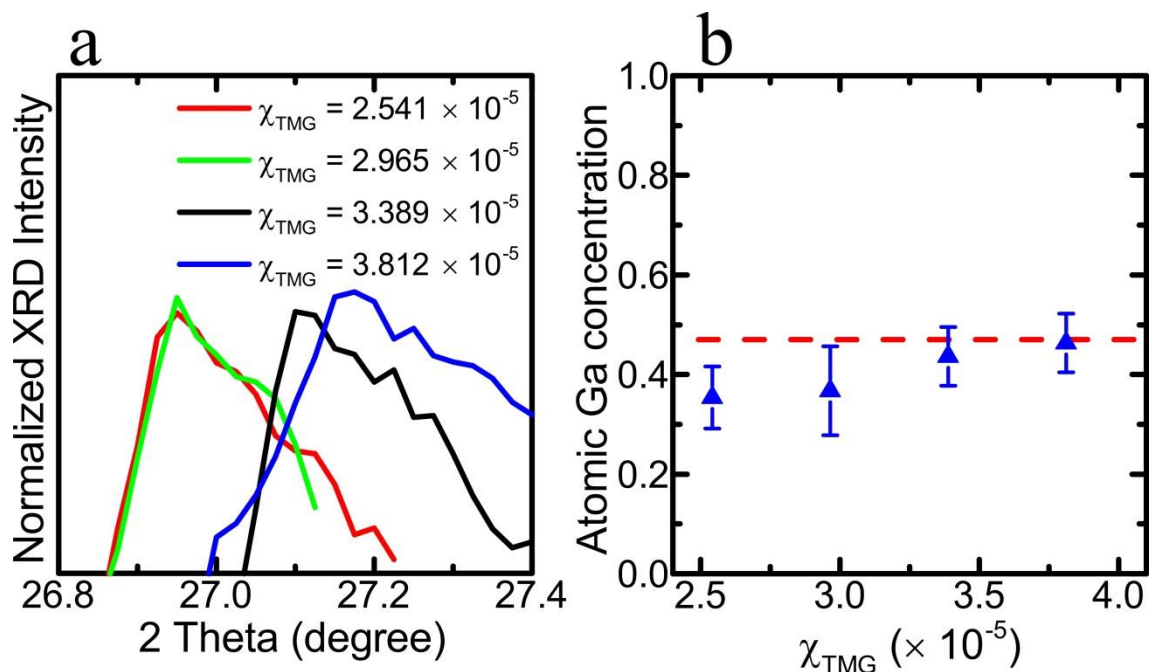 a
χTMG = 2.541 × 10-5
χTMG = 2.965 × 10-5
χTMG = 3.389 × 10-5
χTMG = 3.812 × 10-5
Normalized XRD Intensity
26.8 27.0 27.2 27.4
2 Theta (degree)
b
1.0
0.8
0.6
0.4
0.2
0.0
Atomic Ga concentration
2.5 3.0 3.5 4.0
χTMG (× 10-5)